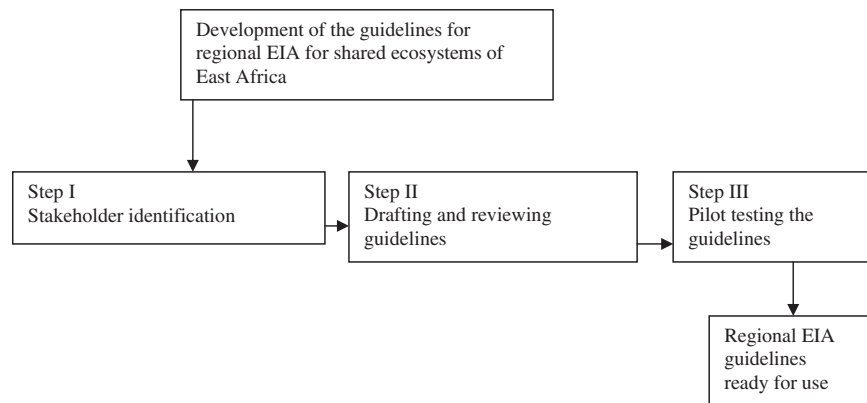 Development of the guidelines for
regional EIA for shared ecosystems of
East Africa
Step I
Stakeholder identification
Step II
Drafting and reviewing
guidelines
Step III
Pilot testing the
guidelines
Regional EIA
guidelines
ready for use